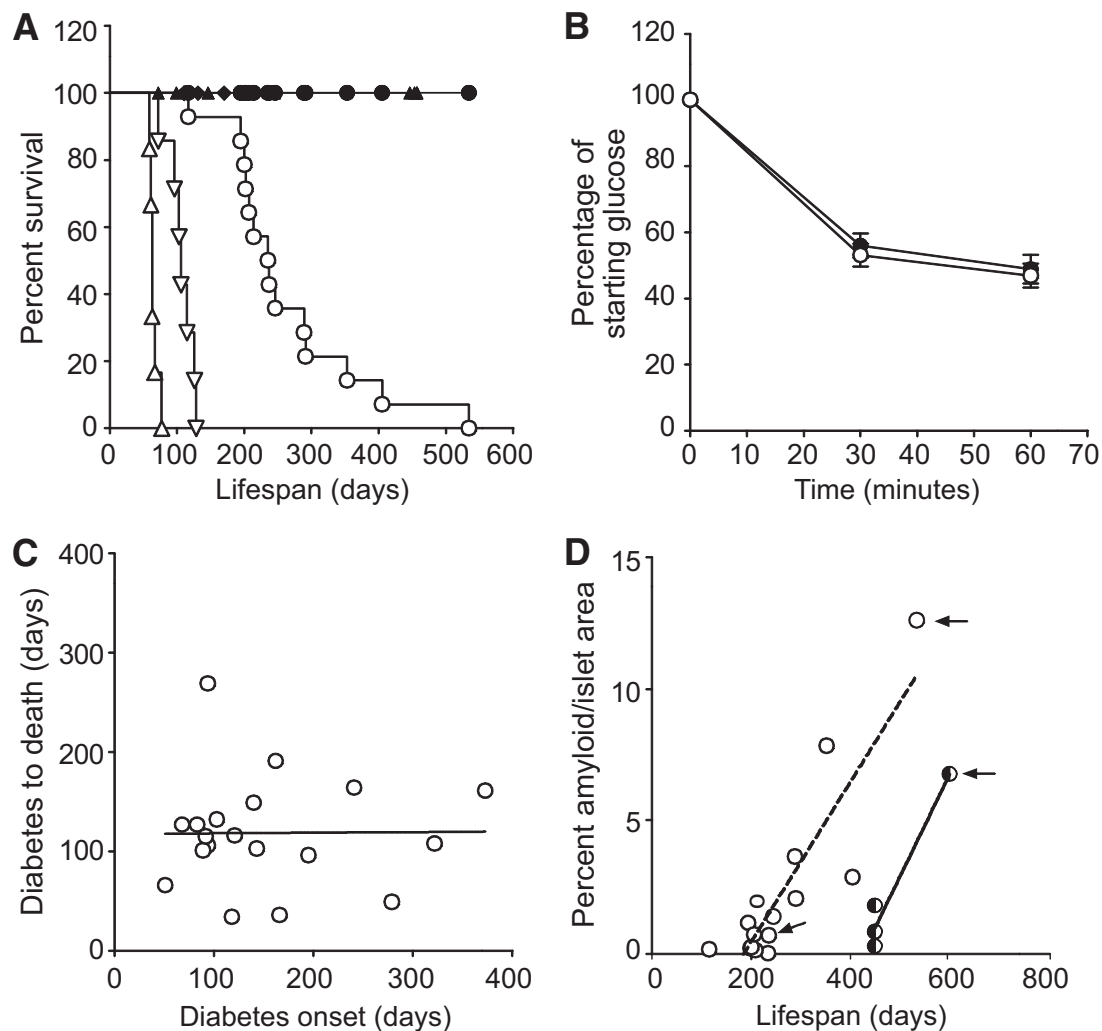 A
120
100
80
60
40
20
0
Percent survival
0 100 200 300 400 500 600
Lifespan (days)
B
120
100
80
60
40
20
0
Percentage of
starting glucose
0 10 20 30 40 50 60 70
Time (minutes)
C
400
300
200
100
0
Diabetes to death (days)
0 100 200 300 400
Diabetes onset (days)
D
15
10
5
0
Percent amyloid/islet area
0 200 400 600 800
Lifespan (days)